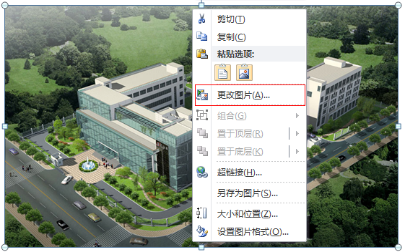 剪切(T)
复制(C)
粘贴选项:
更改图片(A)...
组合(G)
置于顶层(R)
置于底层(K)
超链接(H)...
另存为图片(S)...
大小和位置(Z)...
设置图片格式(O)...